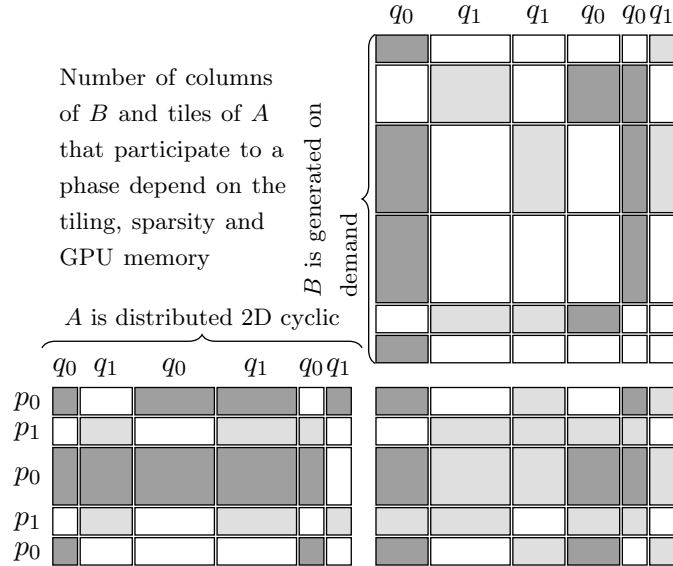 q₀ q₁ q₁ q₀ q₀ q₁
Number of columns
of B and tiles of A
that participate to a
phase depend on the
tiling, sparsity and
GPU memory
B is generated on
demand
A is distributed 2D cyclic
q₀ q₁ q₀ q₁ q₀ q₁
p₀
p₁
p₀
p₁
p₀